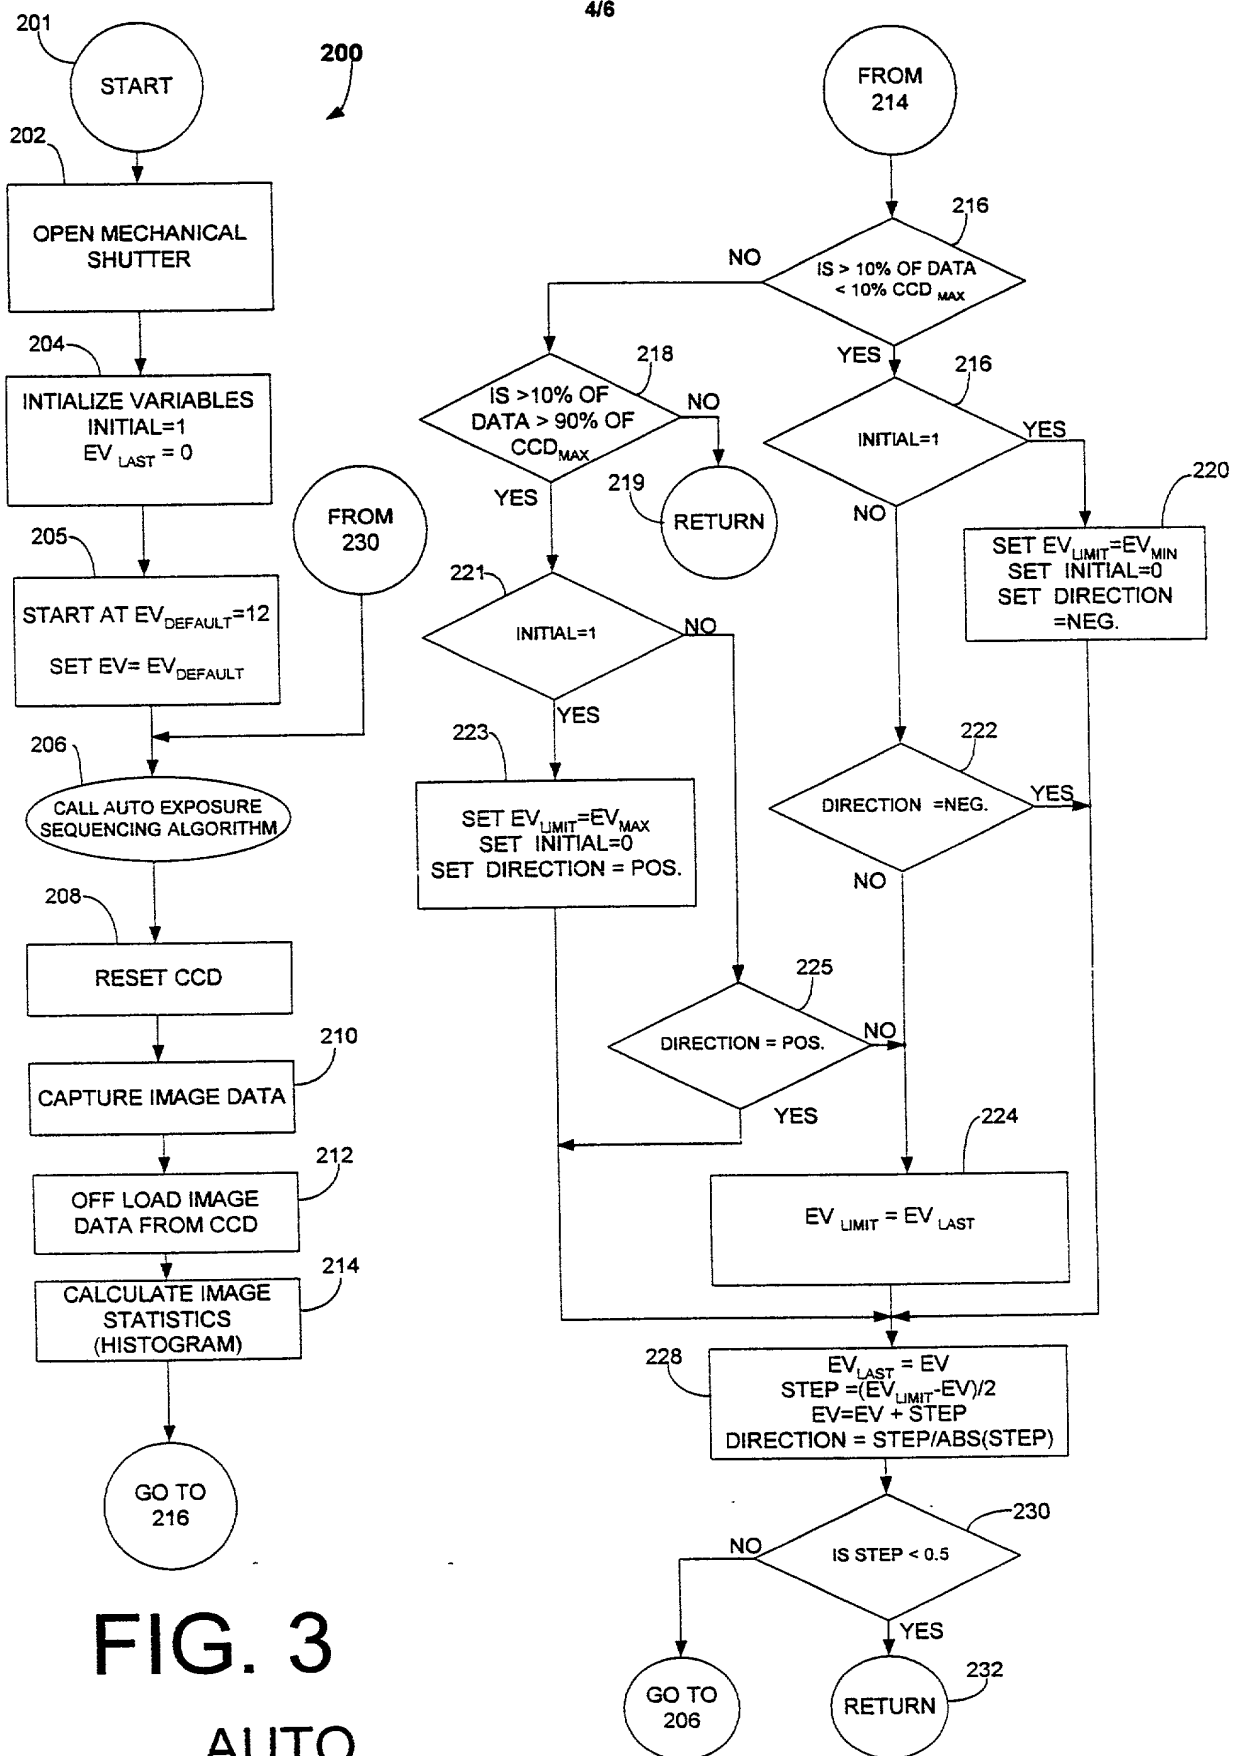 4/6
201
START
200
202
OPEN MECHANICAL
SHUTTER
204
INTIALIZE VARIABLES
INITIAL=1
EV LAST = 0
205
START AT EVDEFAULT=12
SET EV= EVDEFAULT
FROM
230
206
CALL AUTO EXPOSURE
SEQUENCING ALGORITHM
208
RESET CCD
210
CAPTURE IMAGE DATA
212
OFF LOAD IMAGE
DATA FROM CCD
214
CALCULATE IMAGE
STATISTICS
(HISTOGRAM)
GO TO
216
FIG. 3
AUTO
FROM
214
216
IS > 10% OF DATA
< 10% CCD MAX
NO
YES
218
IS >10% OF
DATA > 90% OF
CCDMAX
NO
YES
219
RETURN
216
INITIAL=1
YES
NO
220
SET EVLIMIT=EVMIN
SET INITIAL=0
SET DIRECTION
=NEG.
221
INITIAL=1
NO
YES
223
SET EVLIMIT=EVMAX
SET INITIAL=0
SET DIRECTION = POS.
222
DIRECTION =NEG.
YES
NO
225
DIRECTION = POS.
NO
YES
224
EV LIMIT = EV LAST
228
EVLAST = EV
STEP =(EVLIMIT-EV)/2
EV=EV + STEP
DIRECTION = STEP/ABS(STEP)
230
IS STEP < 0.5
NO
YES
GO TO
206
232
RETURN